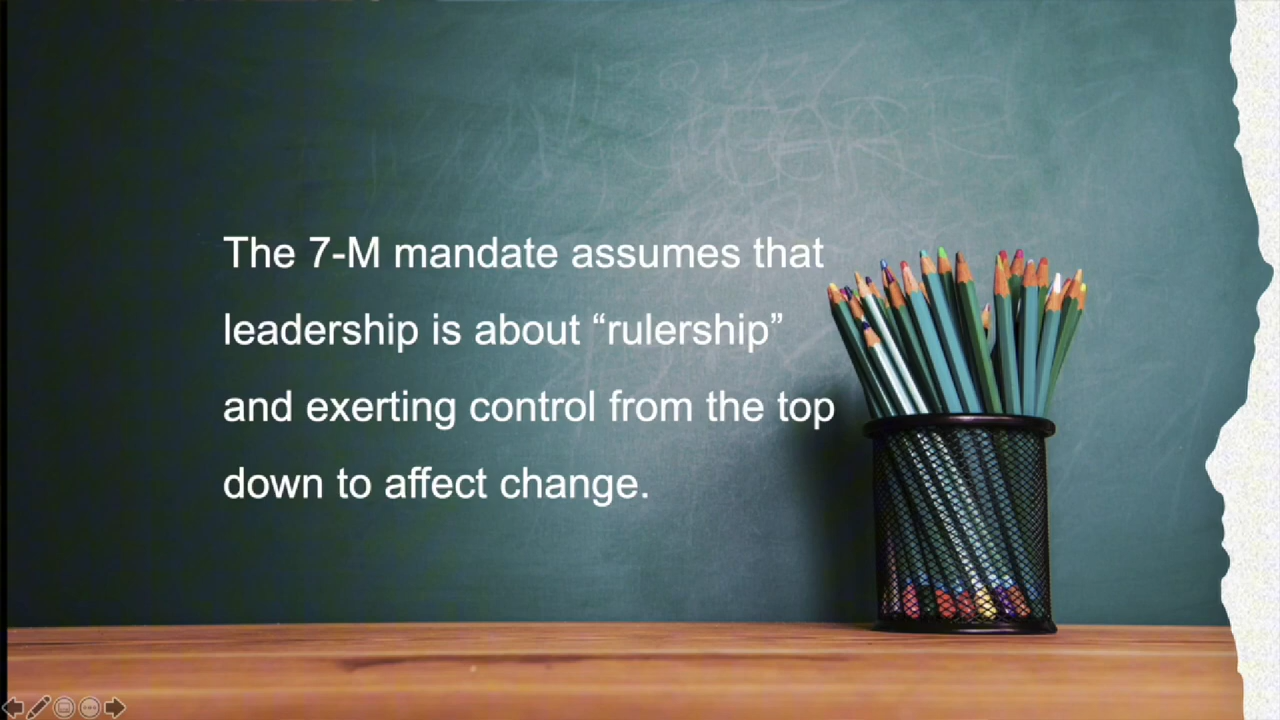 The 7-M mandate assumes that
leadership is about “rulership”
and exerting control from the top
down to affect change.